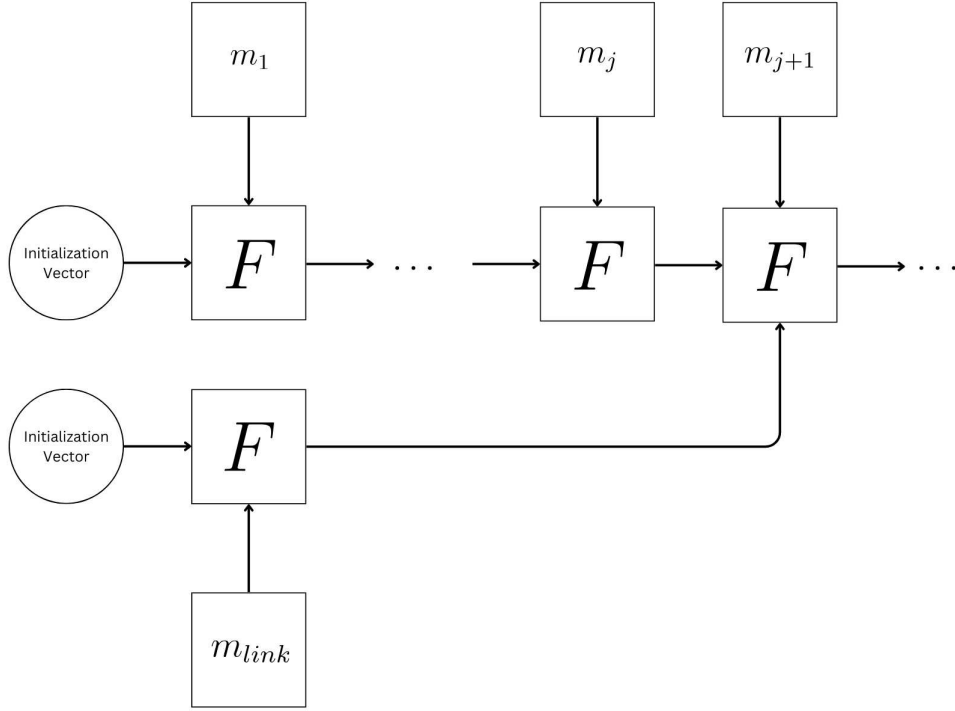 m_1
m_j
m_{j+1}
Initialization
Vector
F
. . .
F
F
. . .
Initialization
Vector
F
m_{link}